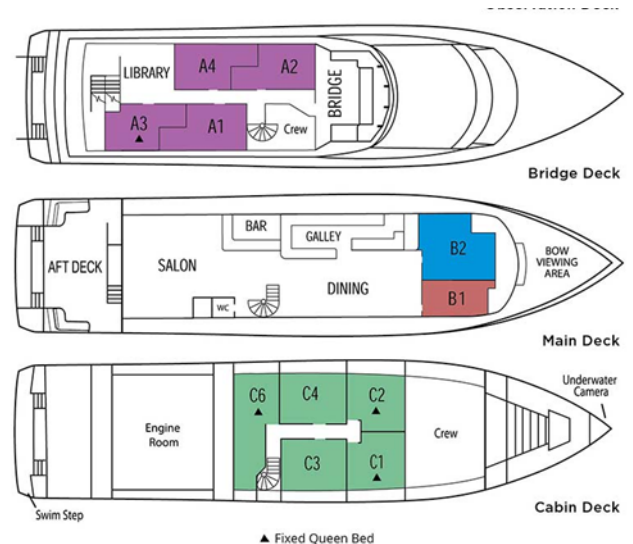 Observation Deck
LIBRARY
A4
A2
BRIDGE
A3
A1
Crew
Bridge Deck
BAR
GALLEY
AFT DECK
SALON
DINING
WC
B2
B1
BOW
VIEWING
AREA
Main Deck
Underwater
Camera
C6
C4
C2
Engine
Room
Crew
C3
C1
Swim Step
Cabin Deck
▲ Fixed Queen Bed